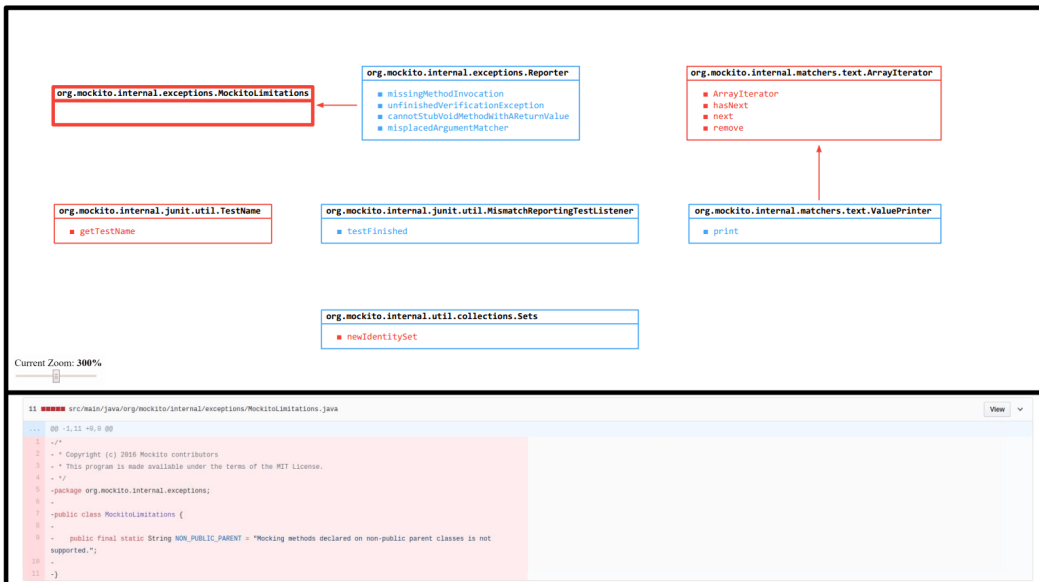 org.mockito.internal.exceptions.MockitoLimitations
org.mockito.internal.exceptions.Reporter
missingMethodInvocation
unfinishedVerificationException
cannotStubVoidMethodWithAReturnValue
misplacedArgumentMatcher
org.mockito.internal.matchers.text.ArrayIterator
ArrayIterator
hasNext
next
remove
org.mockito.internal.junit.util.TestName
getTestName
org.mockito.internal.junit.util.MismatchReportingTestListener
testFinished
org.mockito.internal.matchers.text.ValuePrinter
print
org.mockito.internal.util.collections.Sets
newIdentitySet
Current Zoom: 300%
11 src/main/java/org/mockito/internal/exceptions/MockitoLimitations.java
View
... @@ -1,11 +0,0 @@
1 -/*
2 - * Copyright (c) 2016 Mockito contributors
3 - * This program is made available under the terms of the MIT License.
4 - */
5 -package org.mockito.internal.exceptions;
6 -
7 -public class MockitoLimitations {
8 -
9 -    public final static String NON_PUBLIC_PARENT = "Mocking methods declared on non-public parent classes is not
supported.";
10 -
11 -}